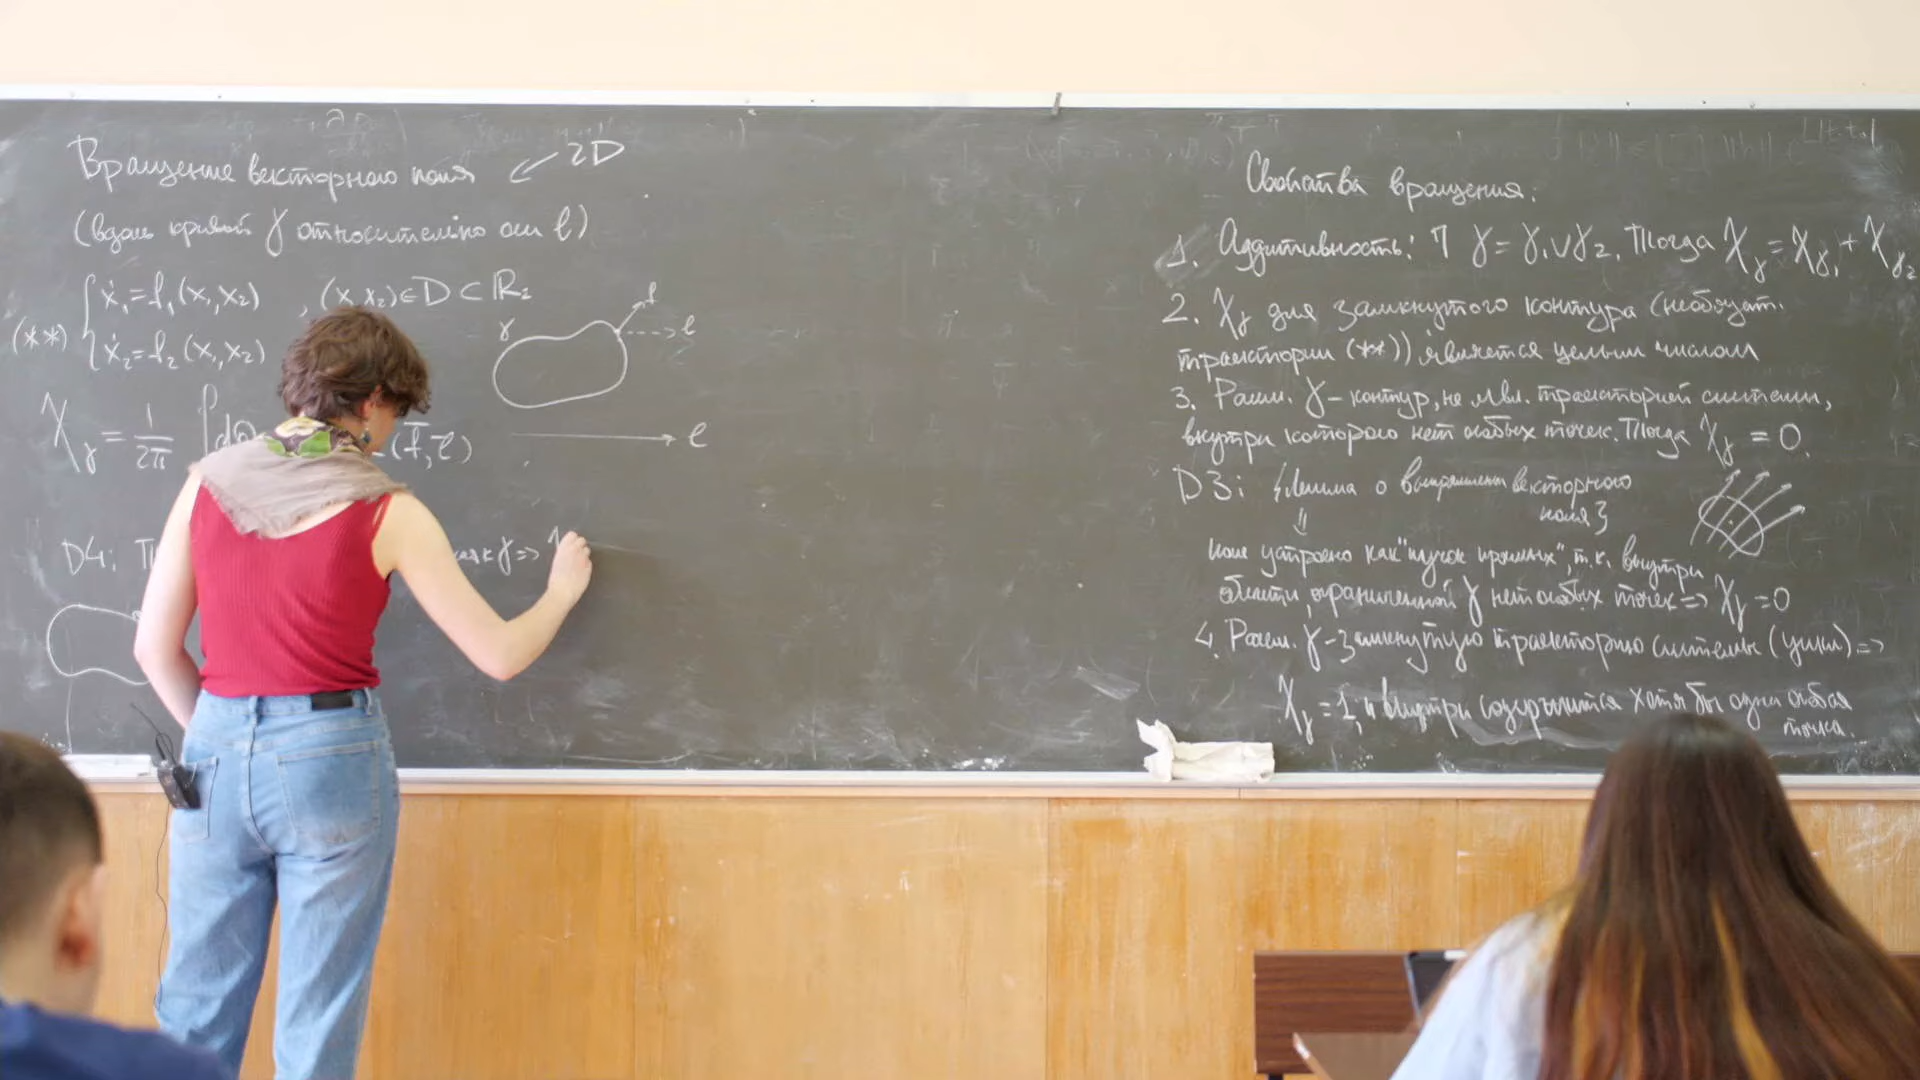 Вращение векторного поля ← 2D
(вдоль кривой γ относительно оси l)
(**) { ẋ₁=f₁(x₁,x₂) , (x₁,x₂)∈D⊂ℝ₂
ẋ₂=f₂(x₁,x₂)
γ f l
χ_γ = 1/2π ∫dθ (f̄,l̄)
l
D4: γ =>
Свойства вращения:
1. Аддитивность: ⌉ γ = γ₁∪γ₂. Тогда χ_γ = χ_γ₁ + χ_γ₂
2. χ_γ для замкнутого контура (необязат.
траектории (**)) является целым числом
3. Рассм. γ – контур, не явл. траекторией системы,
внутри которого нет особых точек. Тогда χ_γ = 0.
D3: {Лемма о выпрямлении векторного
поля}
⇓
поле устроено как "пучок прямых", т.к. внутри
области, ограниченной γ нет особых точек => χ_γ = 0
4. Рассм. γ – замкнутую траекторию системы (цикл) =>
χ_γ = 1, и внутри содержится хотя бы одна особая
точка.